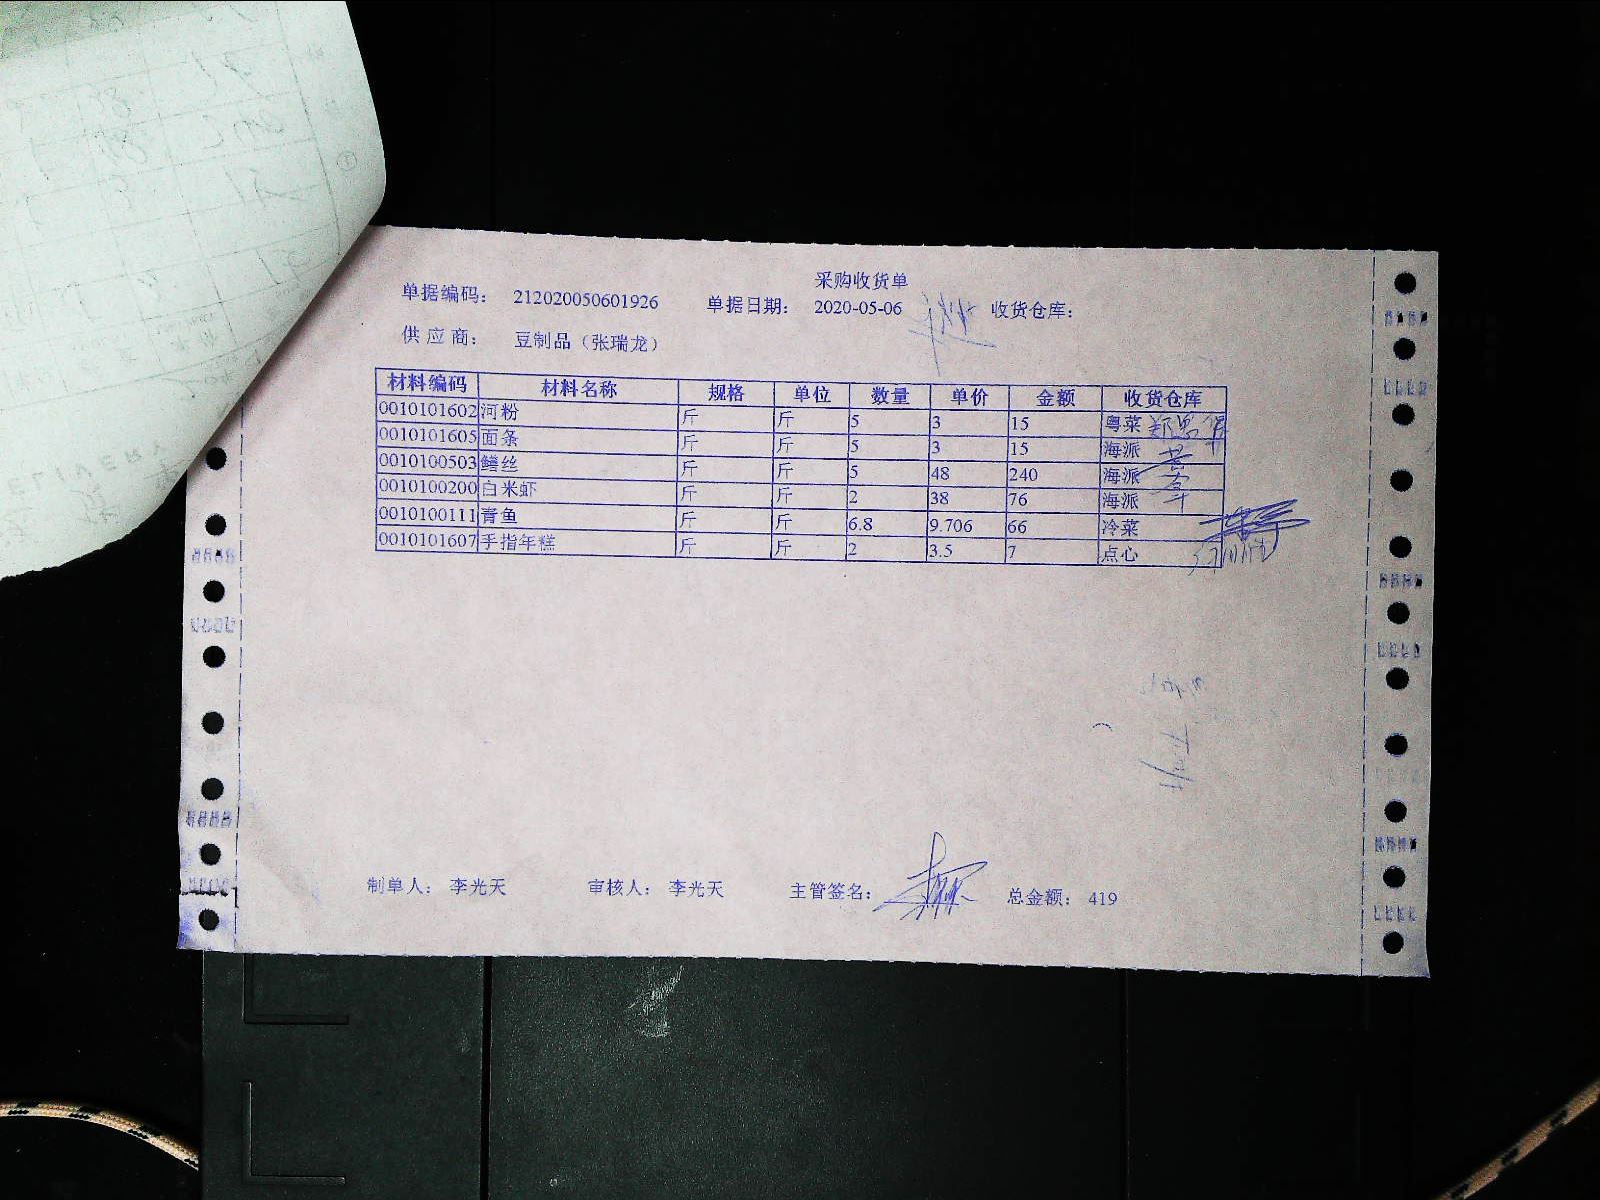 采购收货单
单据编码： 212020050601926 单据日期： 2020-05-06 收货仓库：
供 应 商： 豆制品（张瑞龙）
材料编码 材料名称 规格 单位 数量 单价 金额 收货仓库
0010101602 河粉 斤 斤 5 3 15 粤菜
0010101605 面条 斤 斤 5 3 15 海派
0010100503 鳝丝 斤 斤 5 48 240 海派
0010100200 白米虾 斤 斤 2 38 76 海派
0010100111 青鱼 斤 斤 6.8 9.706 66 冷菜
0010101607 手指年糕 斤 斤 2 3.5 7 点心
制单人： 李光天 审核人： 李光天 主管签名： 总金额： 419